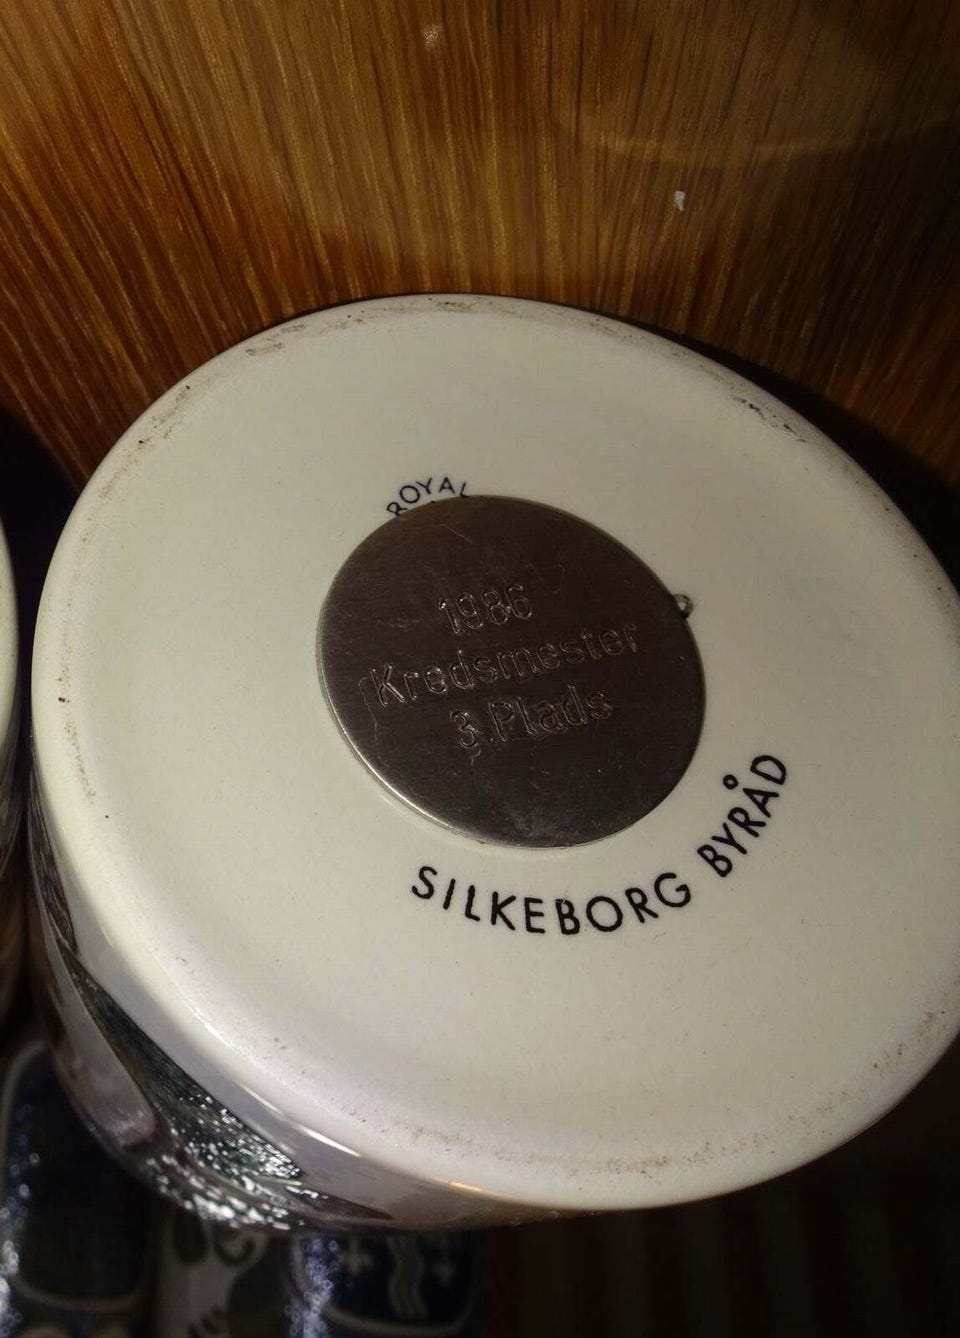 ROYAL
1986
Kredsmester
3 Plads
SILKEBORG BYRÅD